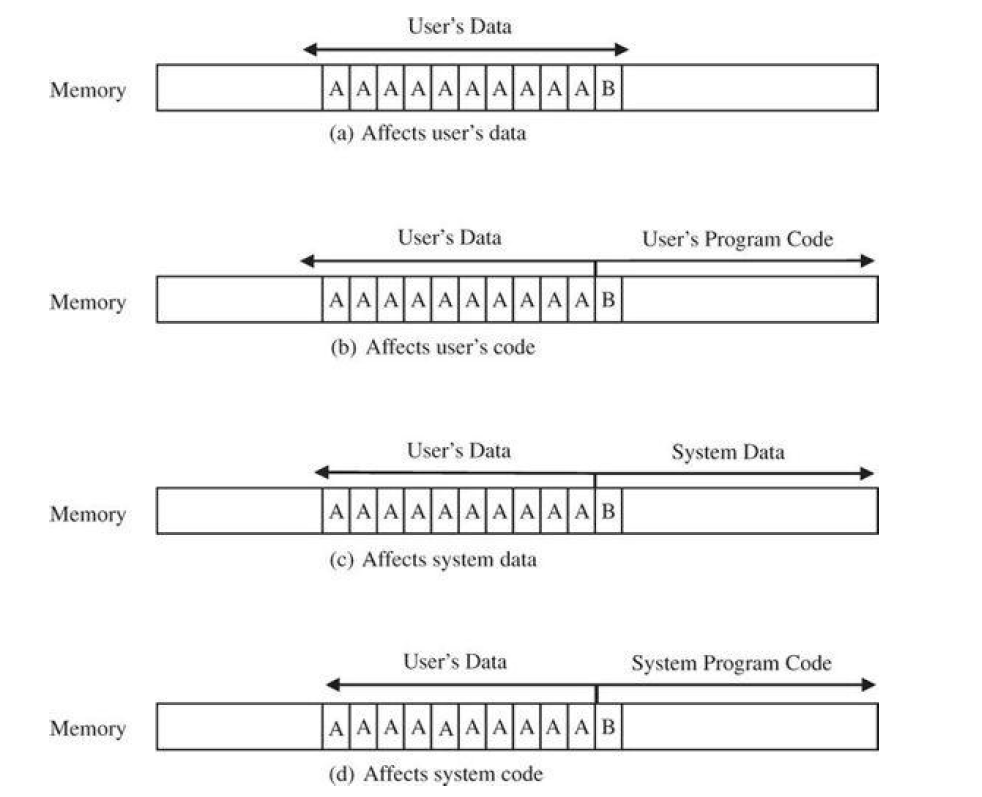 User's Data
Memory A A A A A A A A A A B
(a) Affects user's data
User's Data User's Program Code
Memory A A A A A A A A A A B
(b) Affects user's code
User's Data System Data
Memory A A A A A A A A A A B
(c) Affects system data
User's Data System Program Code
Memory A A A A A A A A A A B
(d) Affects system code